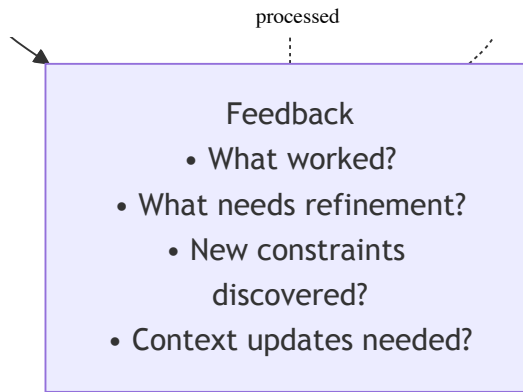 processed
Feedback
• What worked?
• What needs refinement?
• New constraints
discovered?
• Context updates needed?